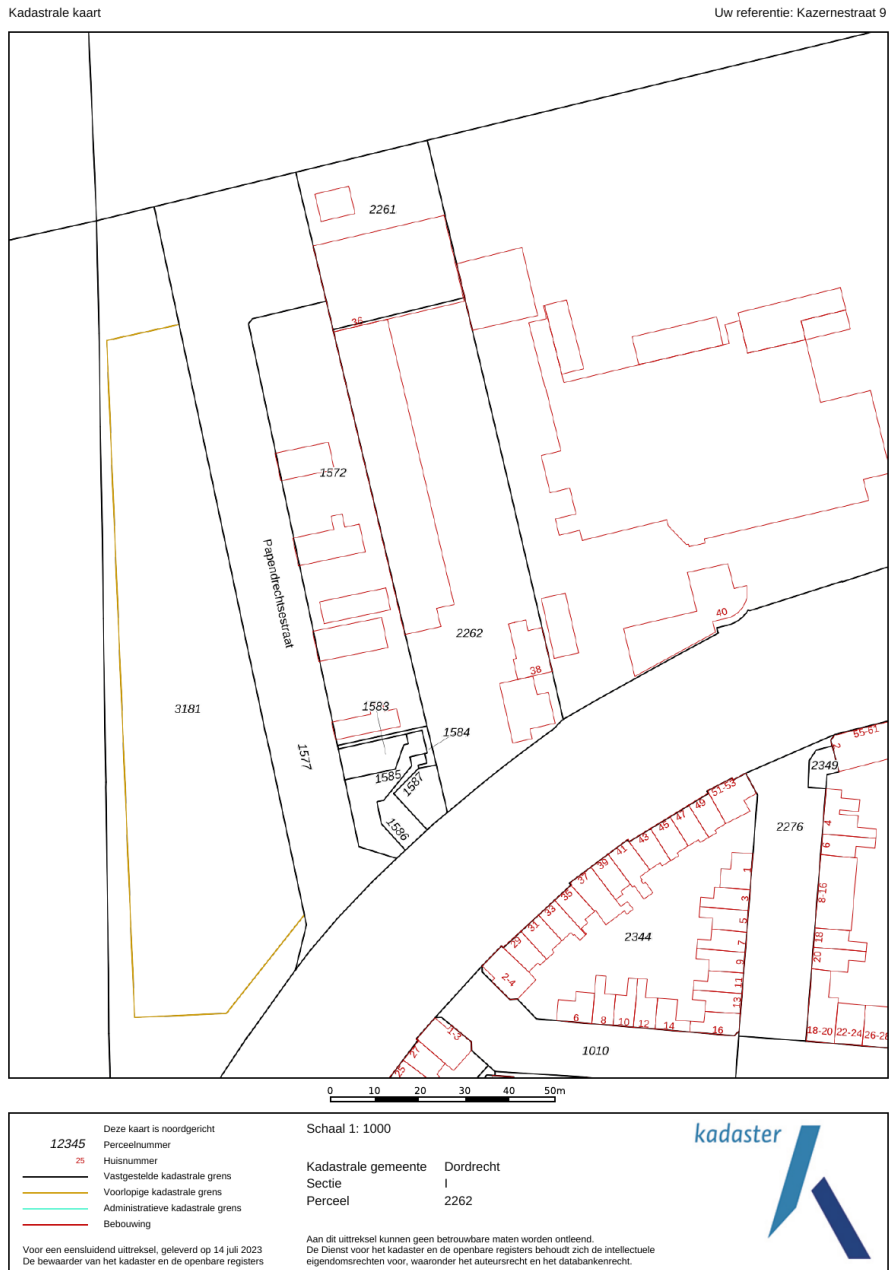 Kadastrale kaart
Uw referentie: Kazernestraat 9
2261
36
1572
Papendrechtsestraat
40
2262
38
3181
1583
1584
1577
1585
1587
1586
55-61
2
2349
51-53
49
47
45
43
41
39
37
35
33
31
29
2-4
2276
4
6
8-16
18
20
1
3
5
7
9
11
13
2344
6
8
10
12
14
16
18-20
22-24
26-28
1-3
27
25
1010
0 10 20 30 40 50m
Deze kaart is noordgericht
12345 Perceelnummer
25 Huisnummer
Vastgestelde kadastrale grens
Voorlopige kadastrale grens
Administratieve kadastrale grens
Bebouwing
Voor een eensluidend uittreksel, geleverd op 14 juli 2023
De bewaarder van het kadaster en de openbare registers
Schaal 1: 1000
Kadastrale gemeente Dordrecht
Sectie I
Perceel 2262
Aan dit uittreksel kunnen geen betrouwbare maten worden ontleend.
De Dienst voor het kadaster en de openbare registers behoudt zich de intellectuele
eigendomsrechten voor, waaronder het auteursrecht en het databankenrecht.
kadaster